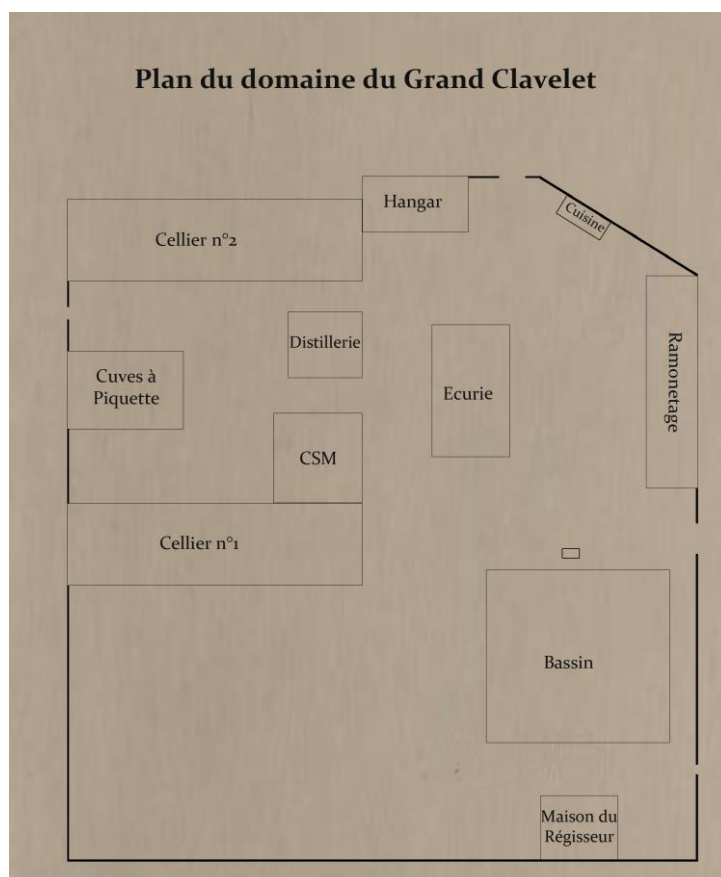 Plan du domaine du Grand Clavelet
Hangar
Cuisine
Cellier n°2
Distillerie
Ecurie
Ramonetage
Cuves à
Piquette
CSM
Cellier n°1
Bassin
Maison du
Régisseur